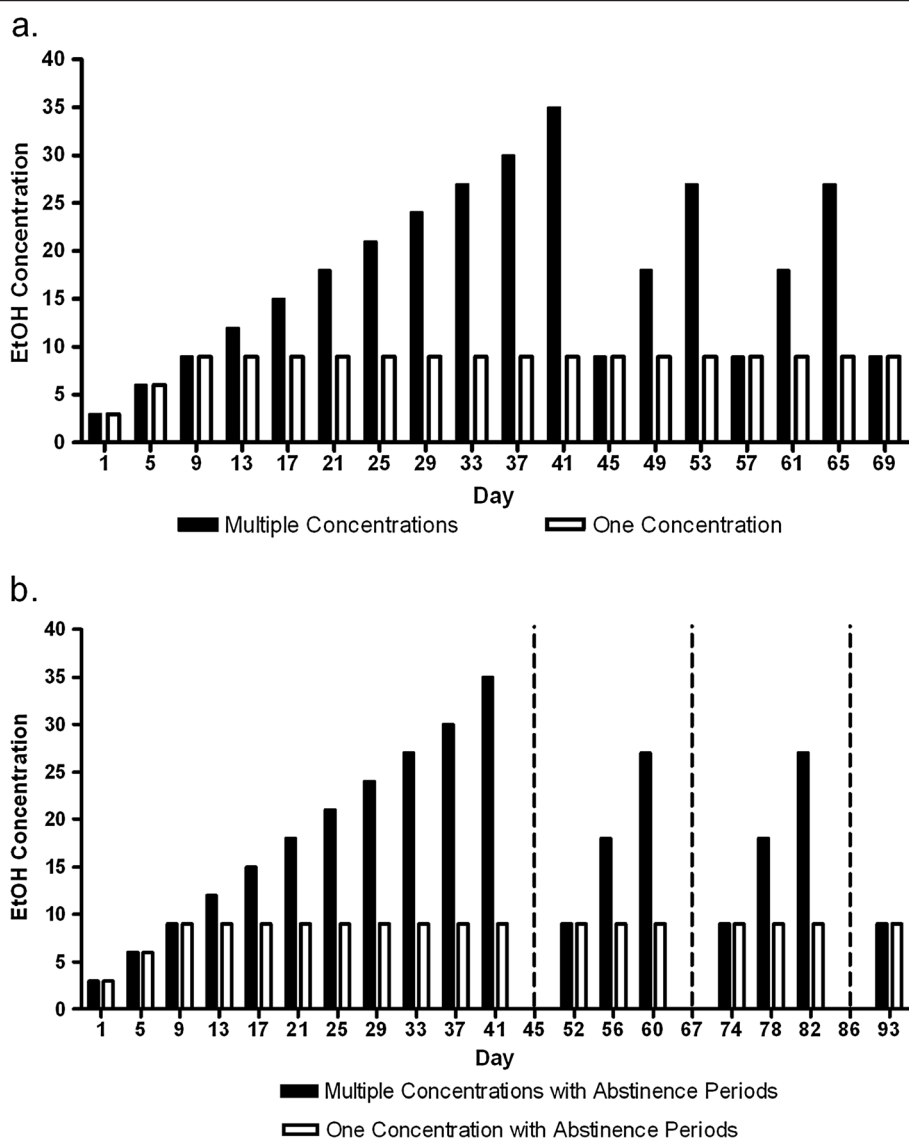 a.
40
35
30
25
20
15
10
5
0
EtOH Concentration
1 5 9 13 17 21 25 29 33 37 41 45 49 53 57 61 65 69
Day
Multiple Concentrations One Concentration
b.
40
35
30
25
20
15
10
5
0
EtOH Concentration
1 5 9 13 17 21 25 29 33 37 41 45 52 56 60 67 74 78 82 86 93
Day
Multiple Concentrations with Abstinence Periods
One Concentration with Abstinence Periods